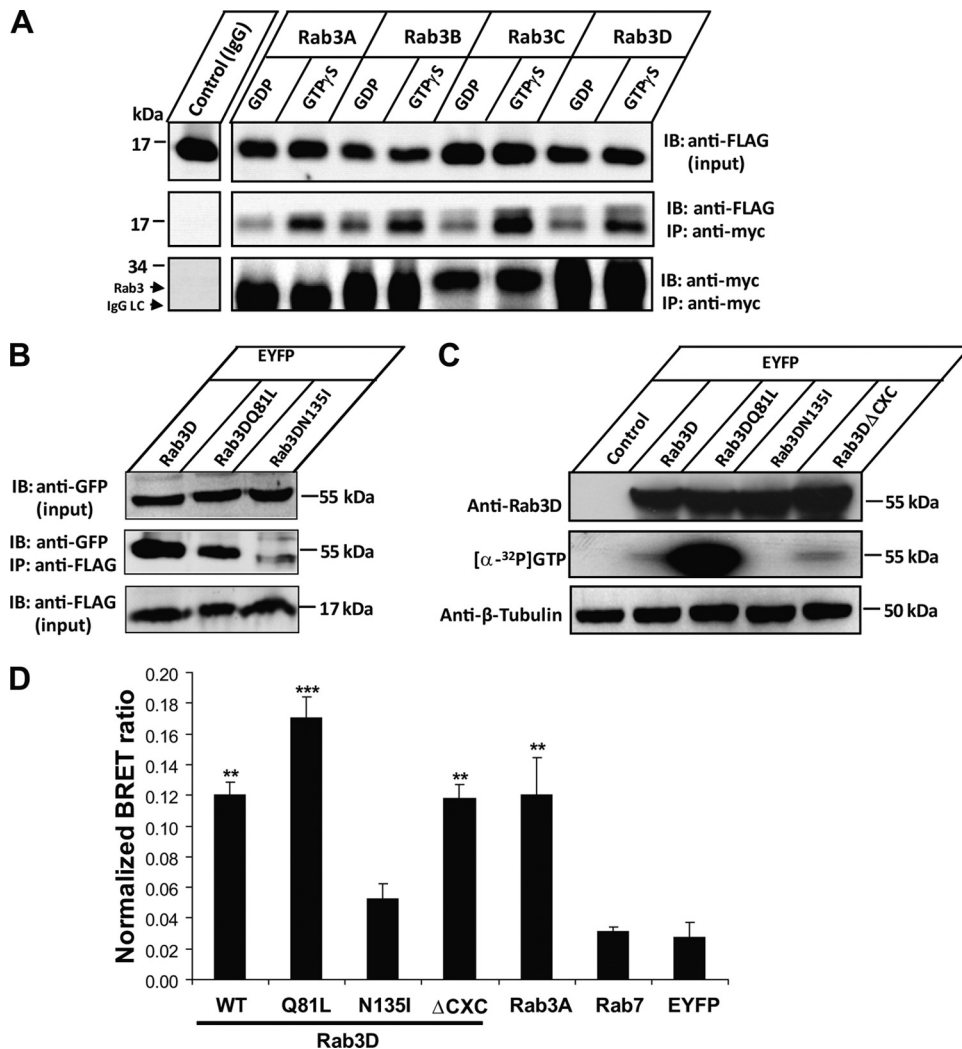 A
Control (IgG)
Rab3A
Rab3B
Rab3C
Rab3D
GDP
GTPγS
GDP
GTPγS
GDP
GTPγS
GDP
GTPγS
kDa
17
IB: anti-FLAG
(input)
17
IB: anti-FLAG
IP: anti-myc
34
Rab3
IgG LC
IB: anti-myc
IP: anti-myc
B
EYFP
Rab3D
Rab3DQ81L
Rab3DN135I
IB: anti-GFP
(input)
55 kDa
IB: anti-GFP
IP: anti-FLAG
55 kDa
IB: anti-FLAG
(input)
17 kDa
C
EYFP
Control
Rab3D
Rab3DQ81L
Rab3DN135I
Rab3DΔCXC
Anti-Rab3D
55 kDa
[α-³²P]GTP
55 kDa
Anti-β-Tubulin
50 kDa
D
Normalized BRET ratio
0.20
0.18
0.16
0.14
0.12
0.10
0.08
0.06
0.04
0.02
0.00
**
***
**
**
WT Q81L N135I ΔCXC Rab3A Rab7 EYFP
Rab3D